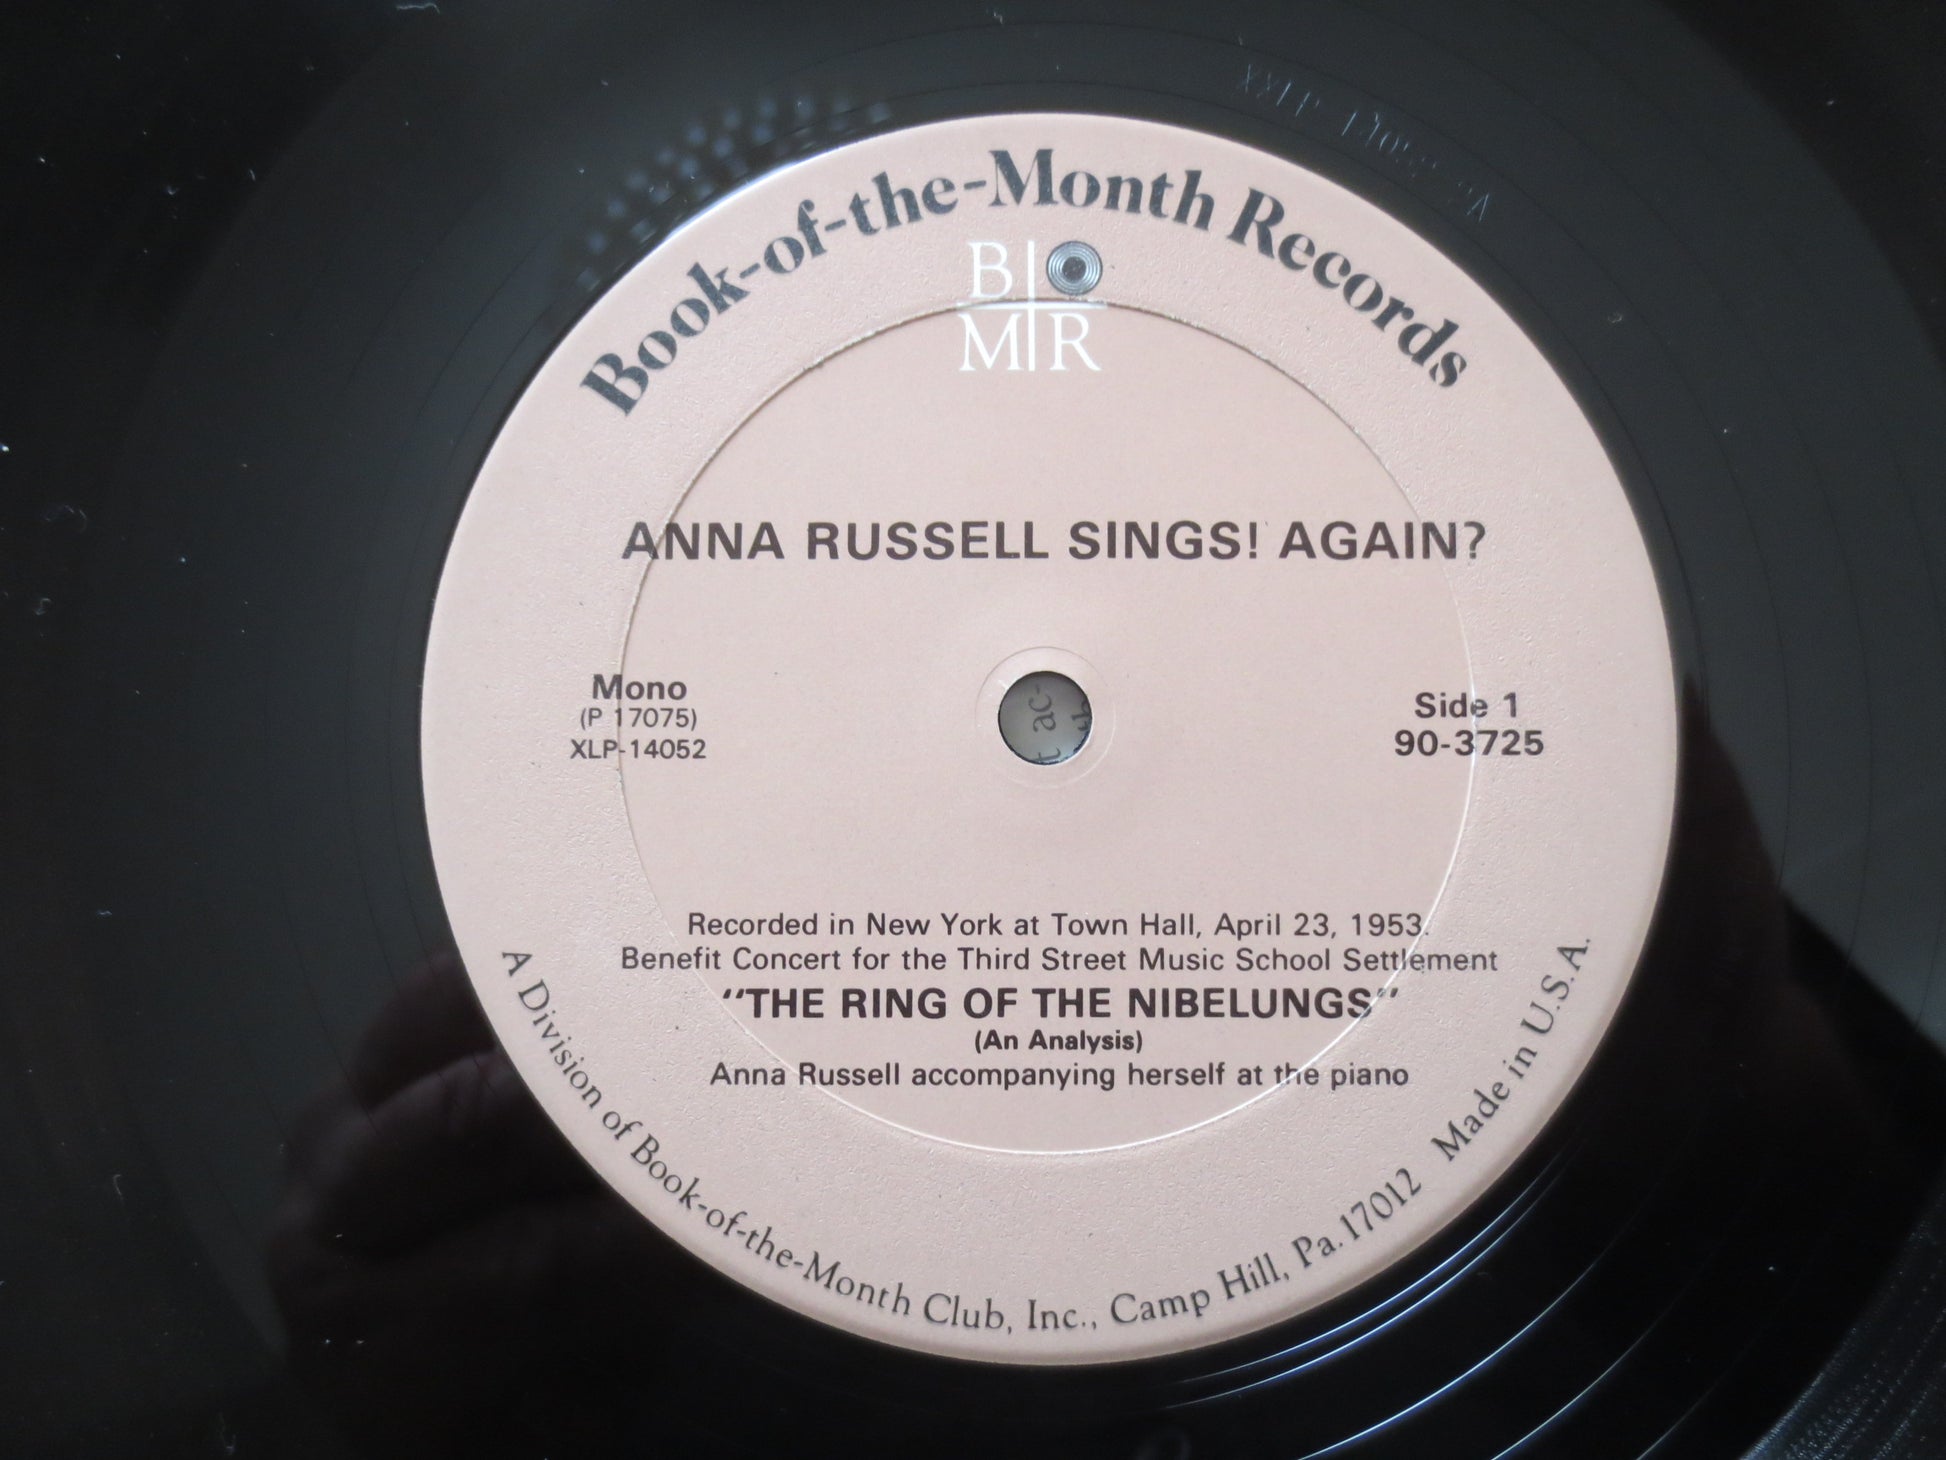 Book-of-the-Month Records
B
M R
ANNA RUSSELL SINGS! AGAIN?
Mono
(P 17075)
XLP-14052
Side 1
90-3725
Recorded in New York at Town Hall, April 23, 1953.
Benefit Concert for the Third Street Music School Settlement
"THE RING OF THE NIBELUNGS"
(An Analysis)
Anna Russell accompanying herself at the piano
A Division of Book-of-the-Month Club, Inc., Camp Hill, Pa. 17012 Made in U.S.A.